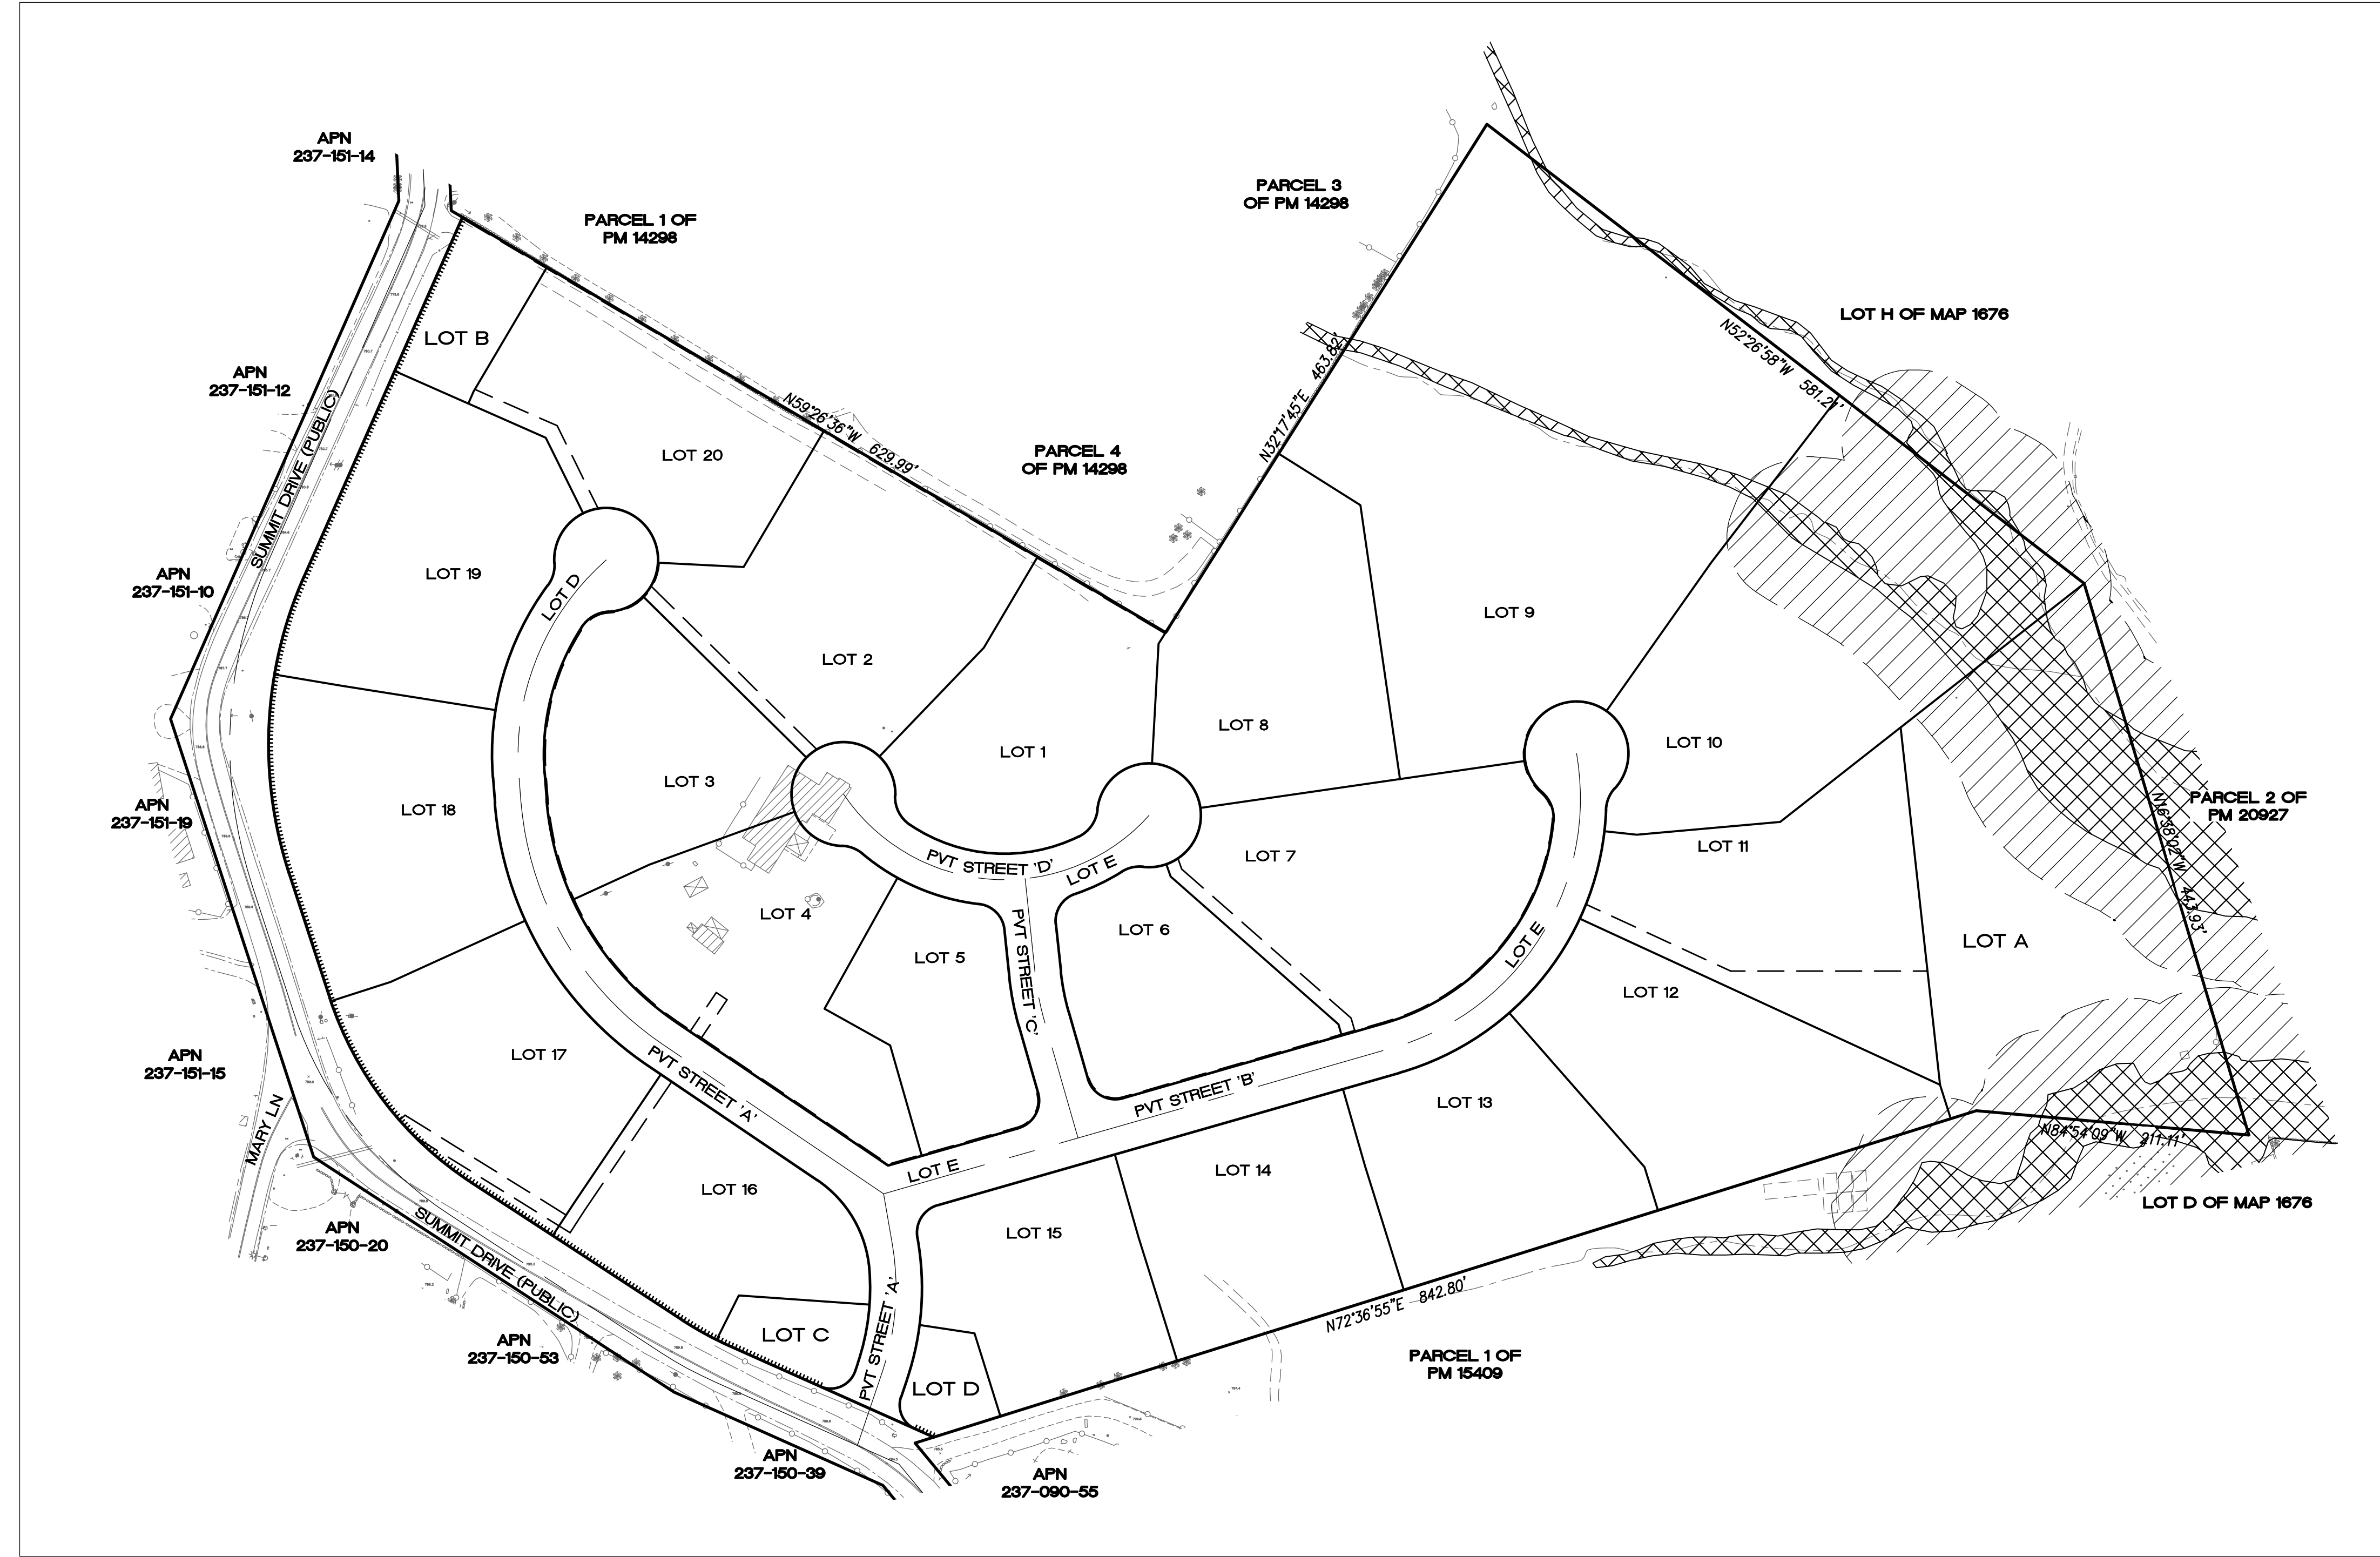 APN
237-151-14
PARCEL 1 OF
PM 14298
PARCEL 3
OF PM 14298
LOT H OF MAP 1676
N52°26'58"W 581.21'
LOT B
APN
237-151-12
SUMMIT DRIVE (PUBLIC)
N59°26'36"W 629.99'
N32°17'45"E 463.82'
LOT 20
PARCEL 4
OF PM 14298
APN
237-151-10
LOT 19
LOT D
LOT 9
LOT 2
LOT 8
LOT 1
LOT 10
LOT 3
LOT 18
APN
237-151-19
PARCEL 2 OF
PM 20927
N16°38'02"W 443.93'
LOT 11
LOT 7
PVT STREET 'D'
LOT E
LOT 4
LOT 6
LOT 5
PVT STREET 'C'
LOT E
LOT A
LOT 12
LOT 17
APN
237-151-15
PVT STREET 'A'
PVT STREET 'B'
LOT 13
MARY LN
N84°54'09"W 211.11'
LOT E
LOT 14
LOT 16
LOT D OF MAP 1676
APN
237-150-20
SUMMIT DRIVE (PUBLIC)
LOT 15
N72°36'55"E 842.80'
LOT C
PVT STREET 'A'
APN
237-150-53
PARCEL 1 OF
PM 15409
LOT D
APN
237-150-39
APN
237-090-55